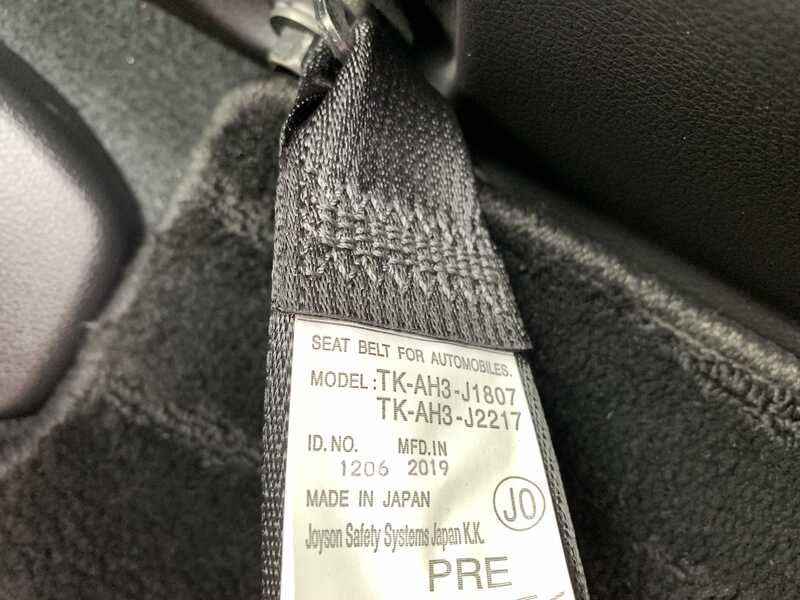 SEAT BELT FOR AUTOMOBILES.
MODEL: TK-AH3-J1807
TK-AH3-J2217
ID.NO. MFD.IN
1206 2019
MADE IN JAPAN JO
Joyson Safety Systems Japan K.K.
PRE